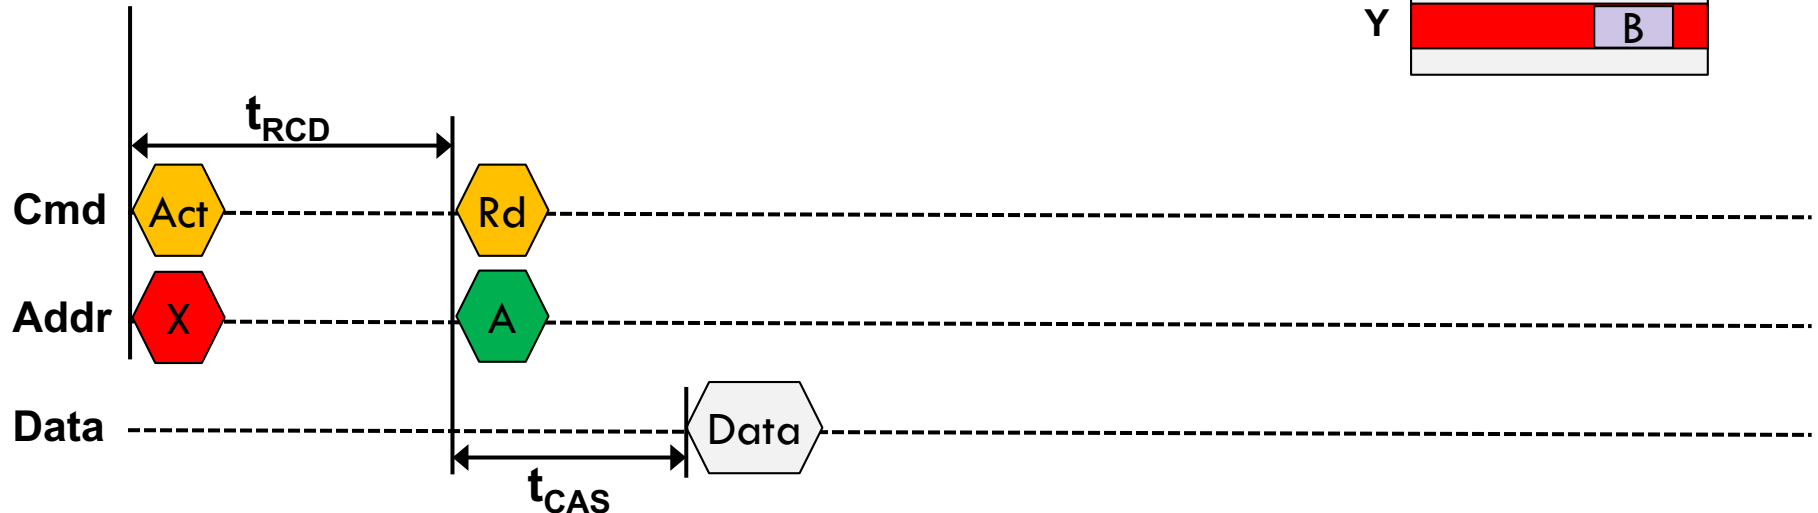 Y B
tRCD
Cmd Act Rd
Addr X A
Data Data
tCAS